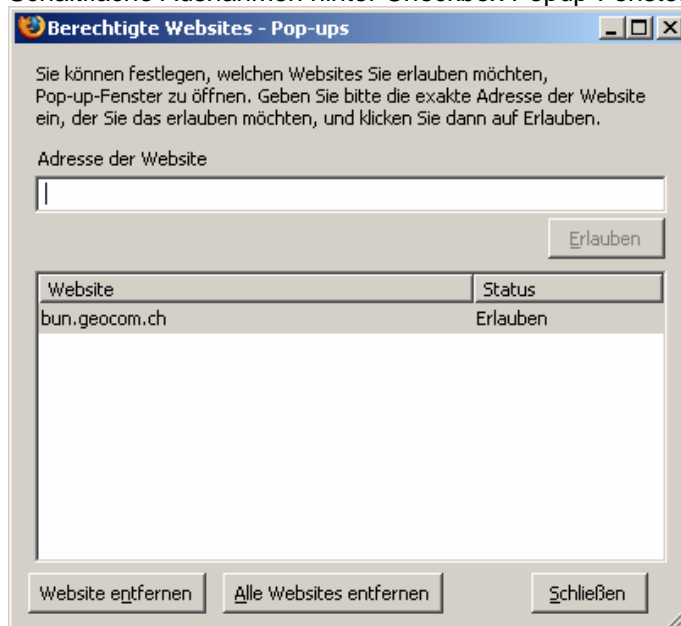 Berechtigte Websites - Pop-ups
Sie können festlegen, welchen Websites Sie erlauben möchten,
Pop-up-Fenster zu öffnen. Geben Sie bitte die exakte Adresse der Website
ein, der Sie das erlauben möchten, und klicken Sie dann auf Erlauben.
Adresse der Website
Erlauben
Website Status
bun.geocom.ch Erlauben
Website entfernen Alle Websites entfernen Schließen